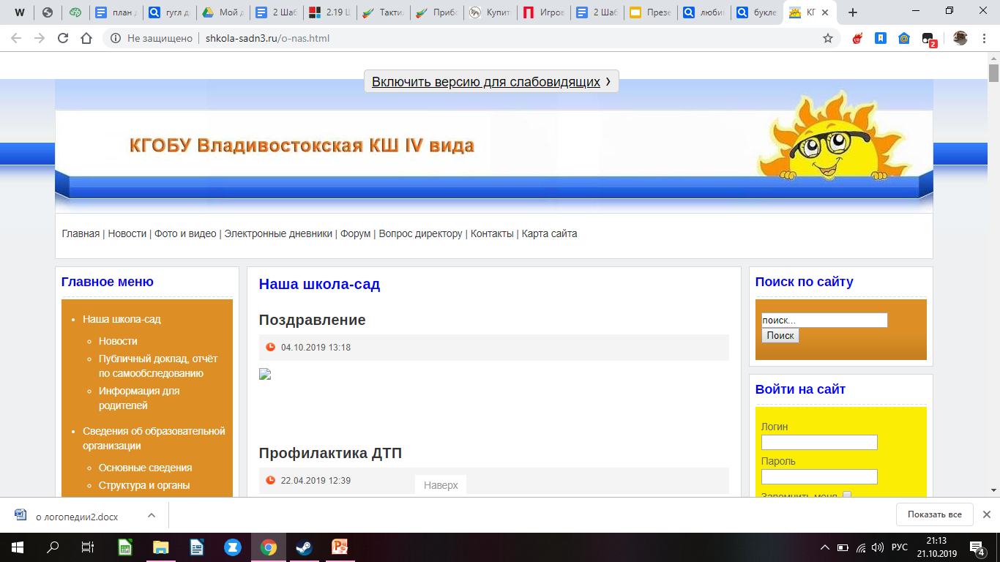 W
план д
гугл д
Мой д
2 Шаб
2.19 Ш
Такти
Прибо
Купит
Игров
2 Шаб
Презе
люби
букле
КГ
Не защищено
shkola-sadn3.ru/o-nas.html
2
Включить версию для слабовидящих ›
КГОБУ Владивостокская КШ IV вида
Главная | Новости | Фото и видео | Электронные дневники | Форум | Вопрос директору | Контакты | Карта сайта
Главное меню
Наша школа-сад
Новости
Публичный доклад, отчёт
по самообследованию
Информация для
родителей
Сведения об образовательной
организации
Основные сведения
Структура и органы
Наша школа-сад
Поздравление
04.10.2019 13:18
Профилактика ДТП
22.04.2019 12:39
Наверх
Поиск по сайту
поиск...
Поиск
Войти на сайт
Логин
Пароль
Запомнить меня
о логопедии2.docx
Показать все
РУС
21:13
21.10.2019
4